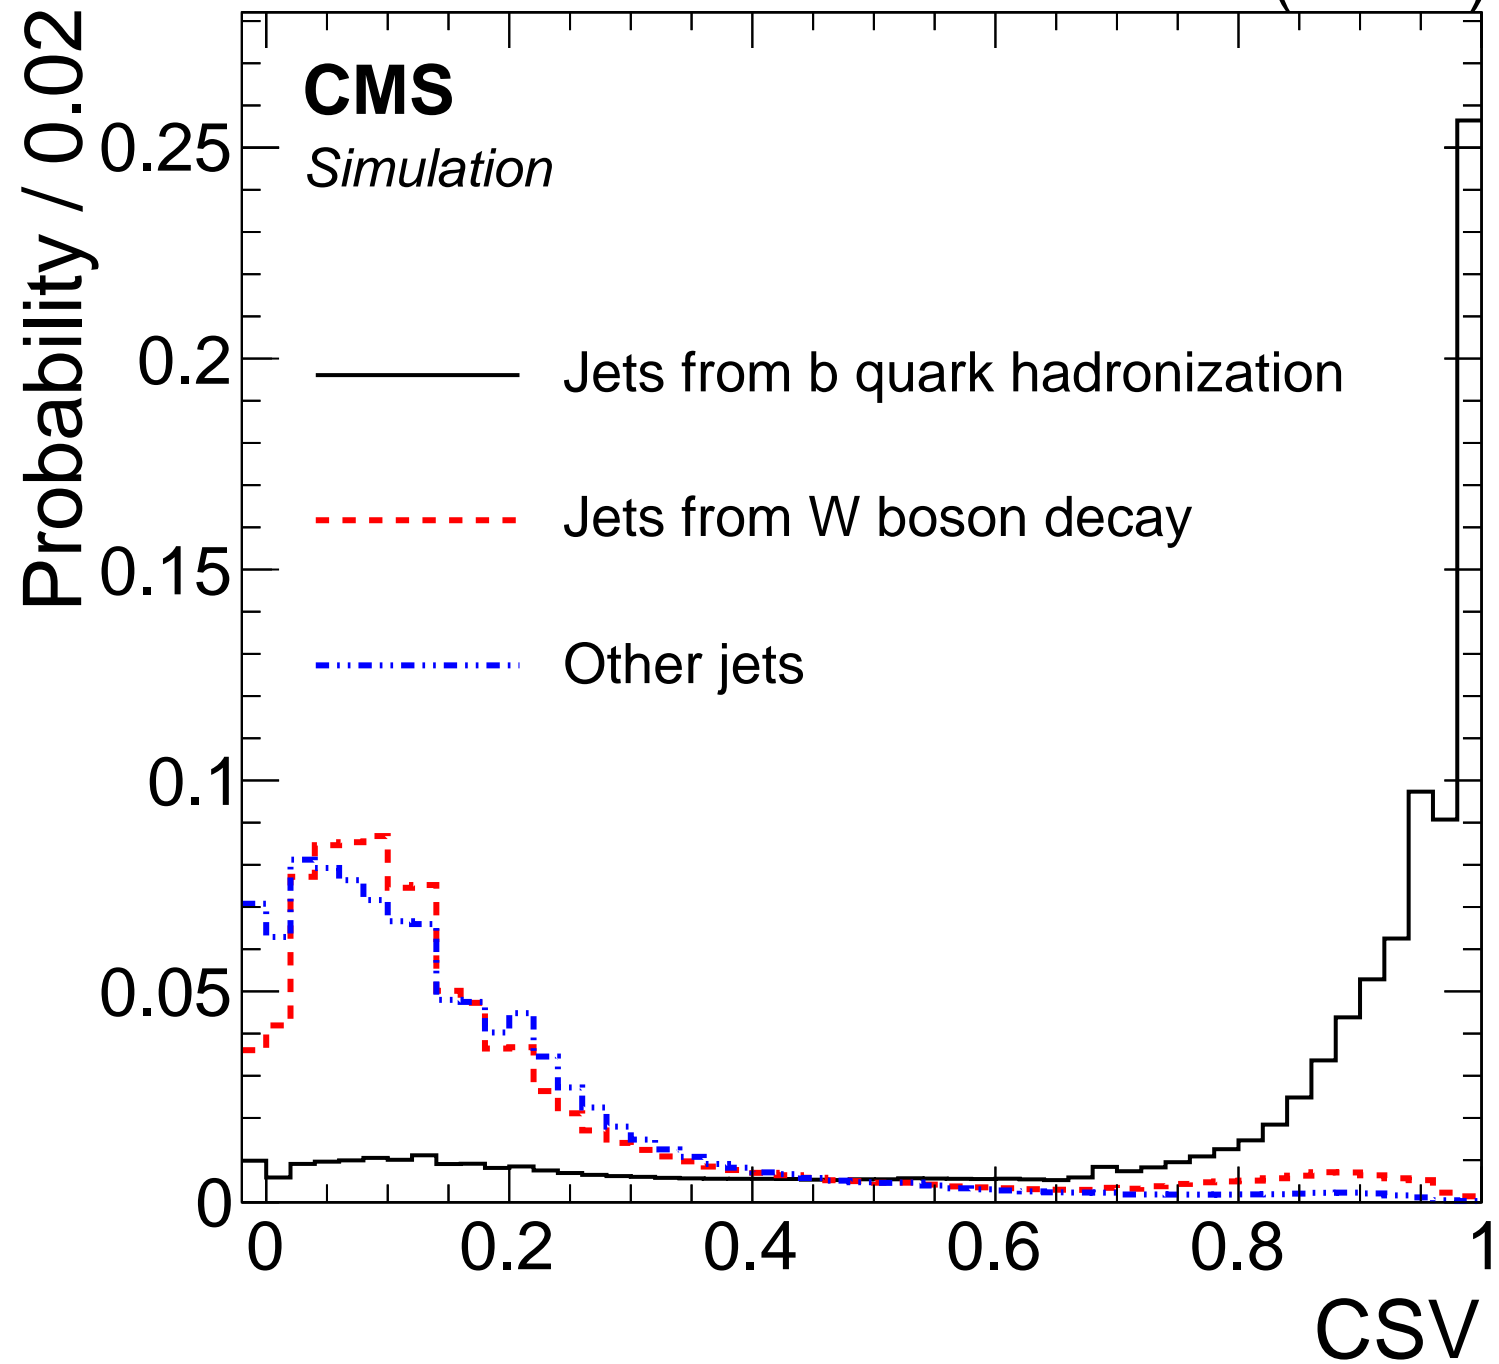 Probability / 0.02
CMS
Simulation
0.25
0.2
0.15
0.1
0.05
0
Jets from b quark hadronization
Jets from W boson decay
Other jets
0 0.2 0.4 0.6 0.8 1
CSV